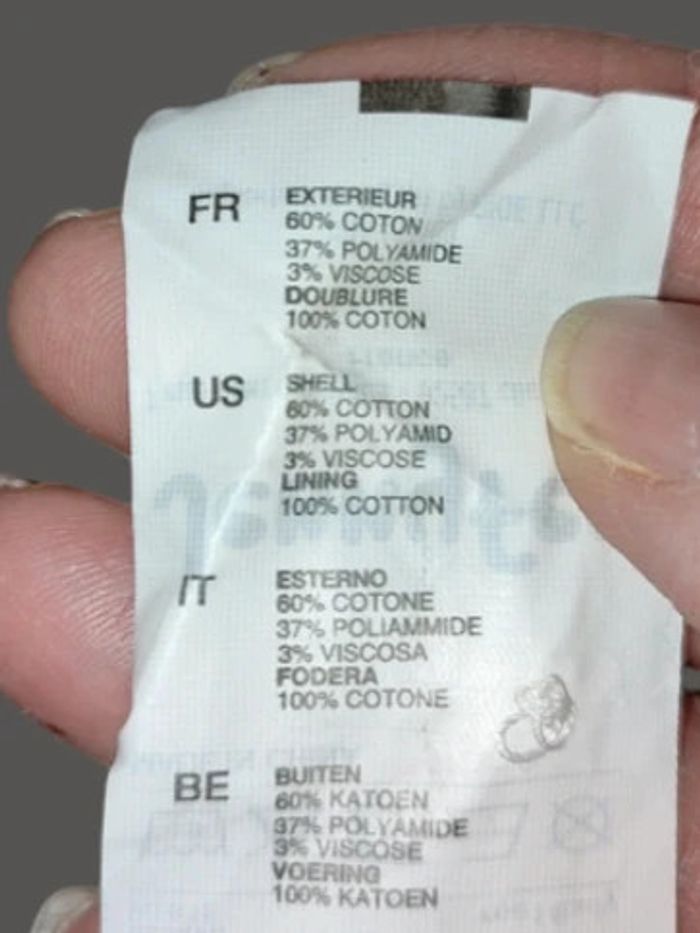 FR EXTERIEUR
60% COTON
37% POLYAMIDE
3% VISCOSE
DOUBLURE
100% COTON
US SHELL
60% COTTON
37% POLYAMID
3% VISCOSE
LINING
100% COTTON
IT ESTERNO
60% COTONE
37% POLIAMMIDE
3% VISCOSA
FODERA
100% COTONE
BE BUITEN
60% KATOEN
37% POLYAMIDE
3% VISCOSE
VOERING
100% KATOEN